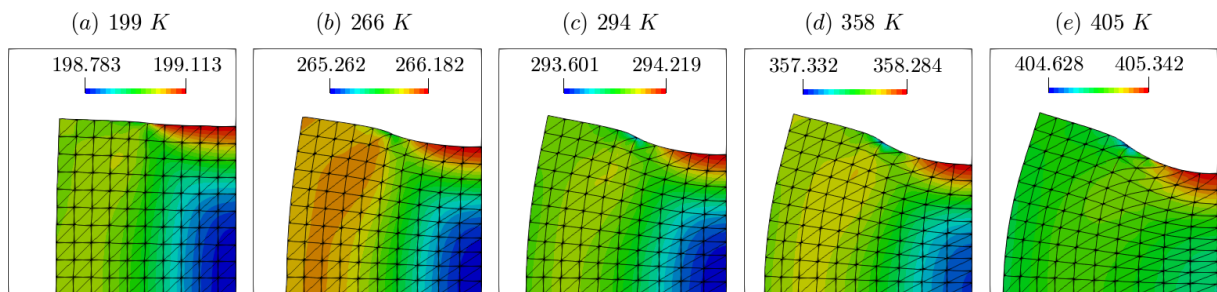 (a) 199 K
(b) 266 K
(c) 294 K
(d) 358 K
(e) 405 K
198.783 199.113
265.262 266.182
293.601 294.219
357.332 358.284
404.628 405.342